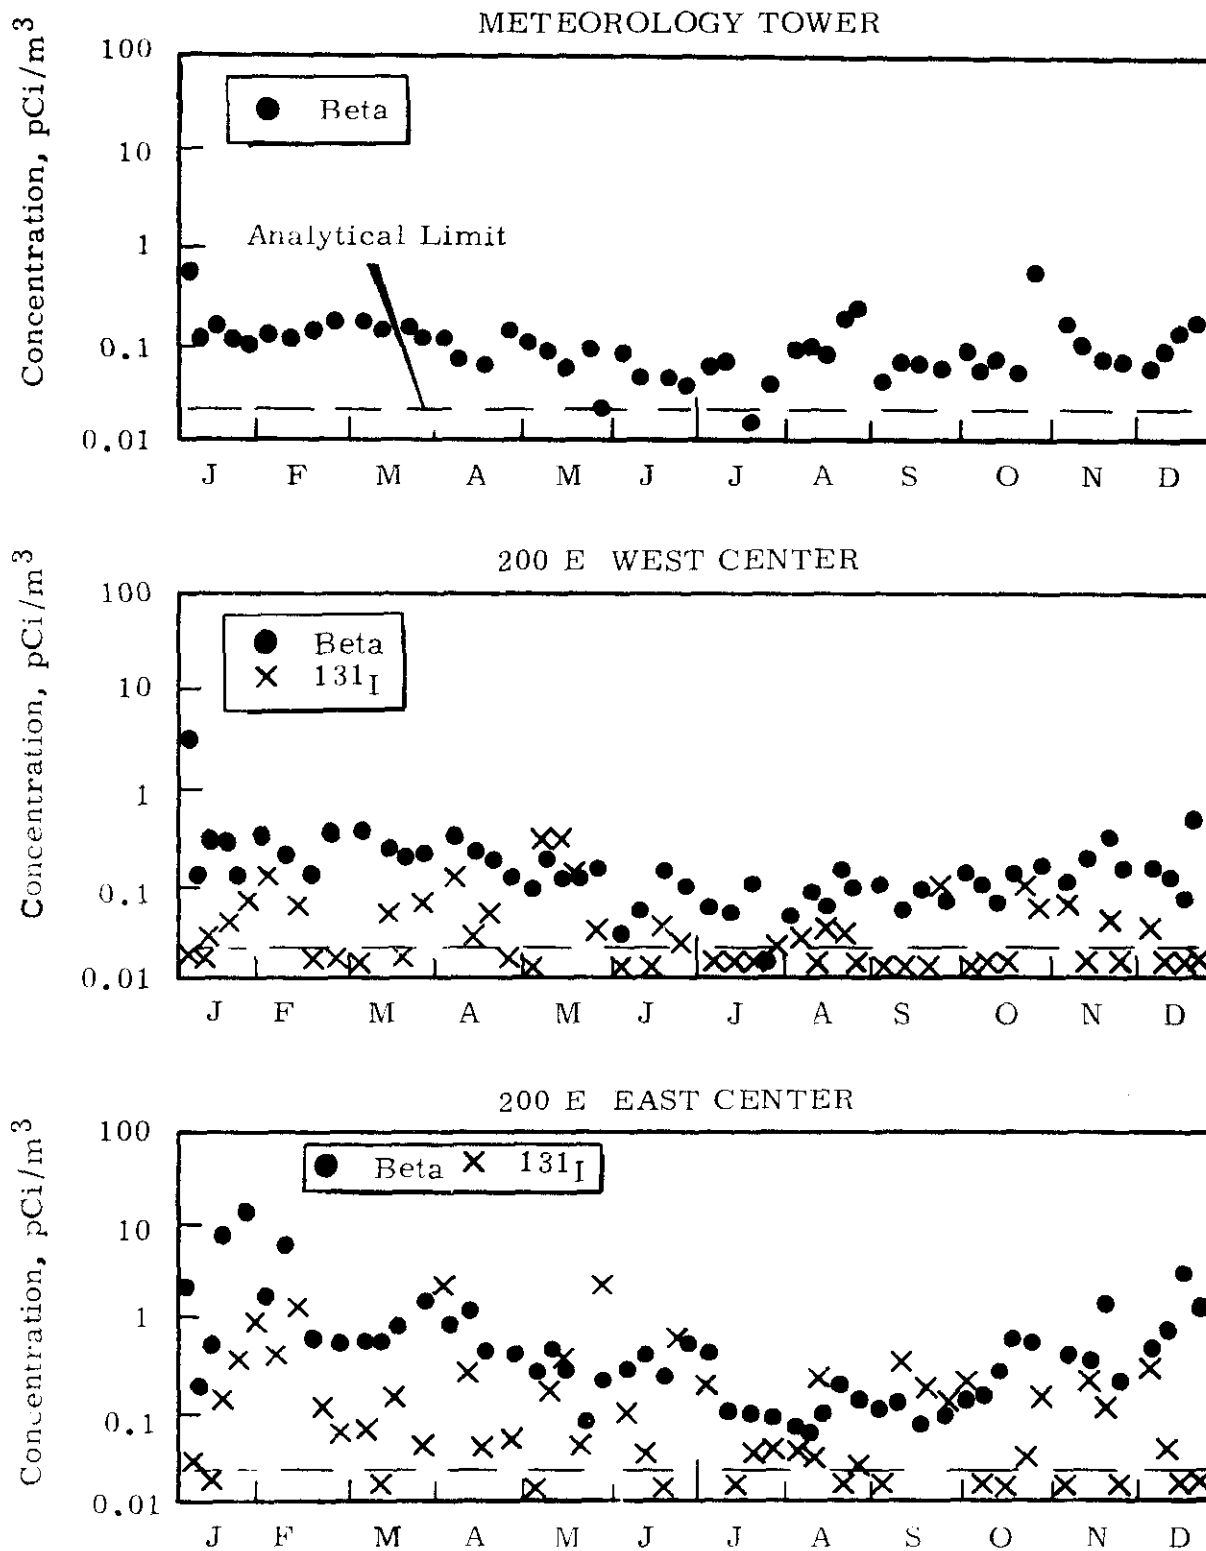 METEOROLOGY TOWER
Concentration, pCi/m³
100
10
1
0.1
0.01
Beta
Analytical Limit
J F M A M J J A S O N D
200 E WEST CENTER
Concentration, pCi/m³
100
10
1
0.1
0.01
Beta
131I
J F M A M J J A S O N D
200 E EAST CENTER
Concentration, pCi/m³
100
10
1
0.1
0.01
Beta 131I
J F M A M J J A S O N D